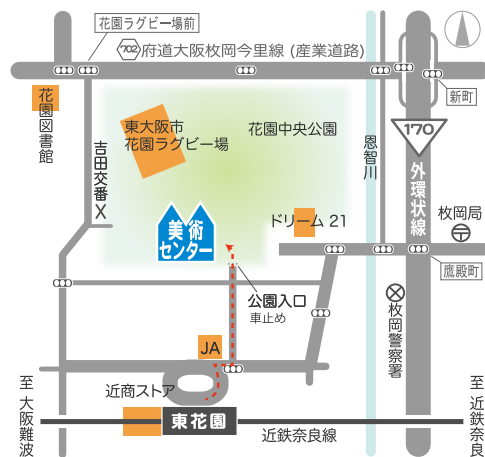 花園ラグビー場前
702 府道大阪枚岡今里線 (産業道路)
新町
花園図書館
東大阪市
花園ラグビー場
花園中央公園
恩智川
170
外環状線
吉田交番
美術
センター
ドリーム 21
枚岡局
鷹殿町
公園入口
車止め
枚岡警察署
JA
近商ストア
東花園
近鉄奈良線
至 大阪難波
至 近鉄奈良